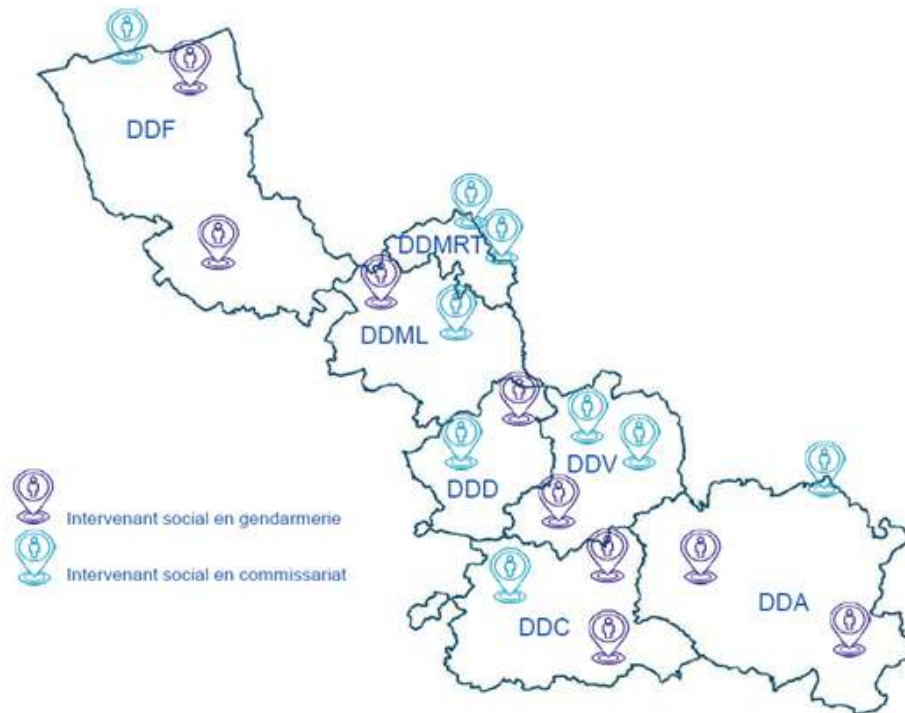 DDF
DDMRT
DDML
DDV
DDD
Intervenant social en gendarmerie
Intervenant social en commissariat
DDA
DDC